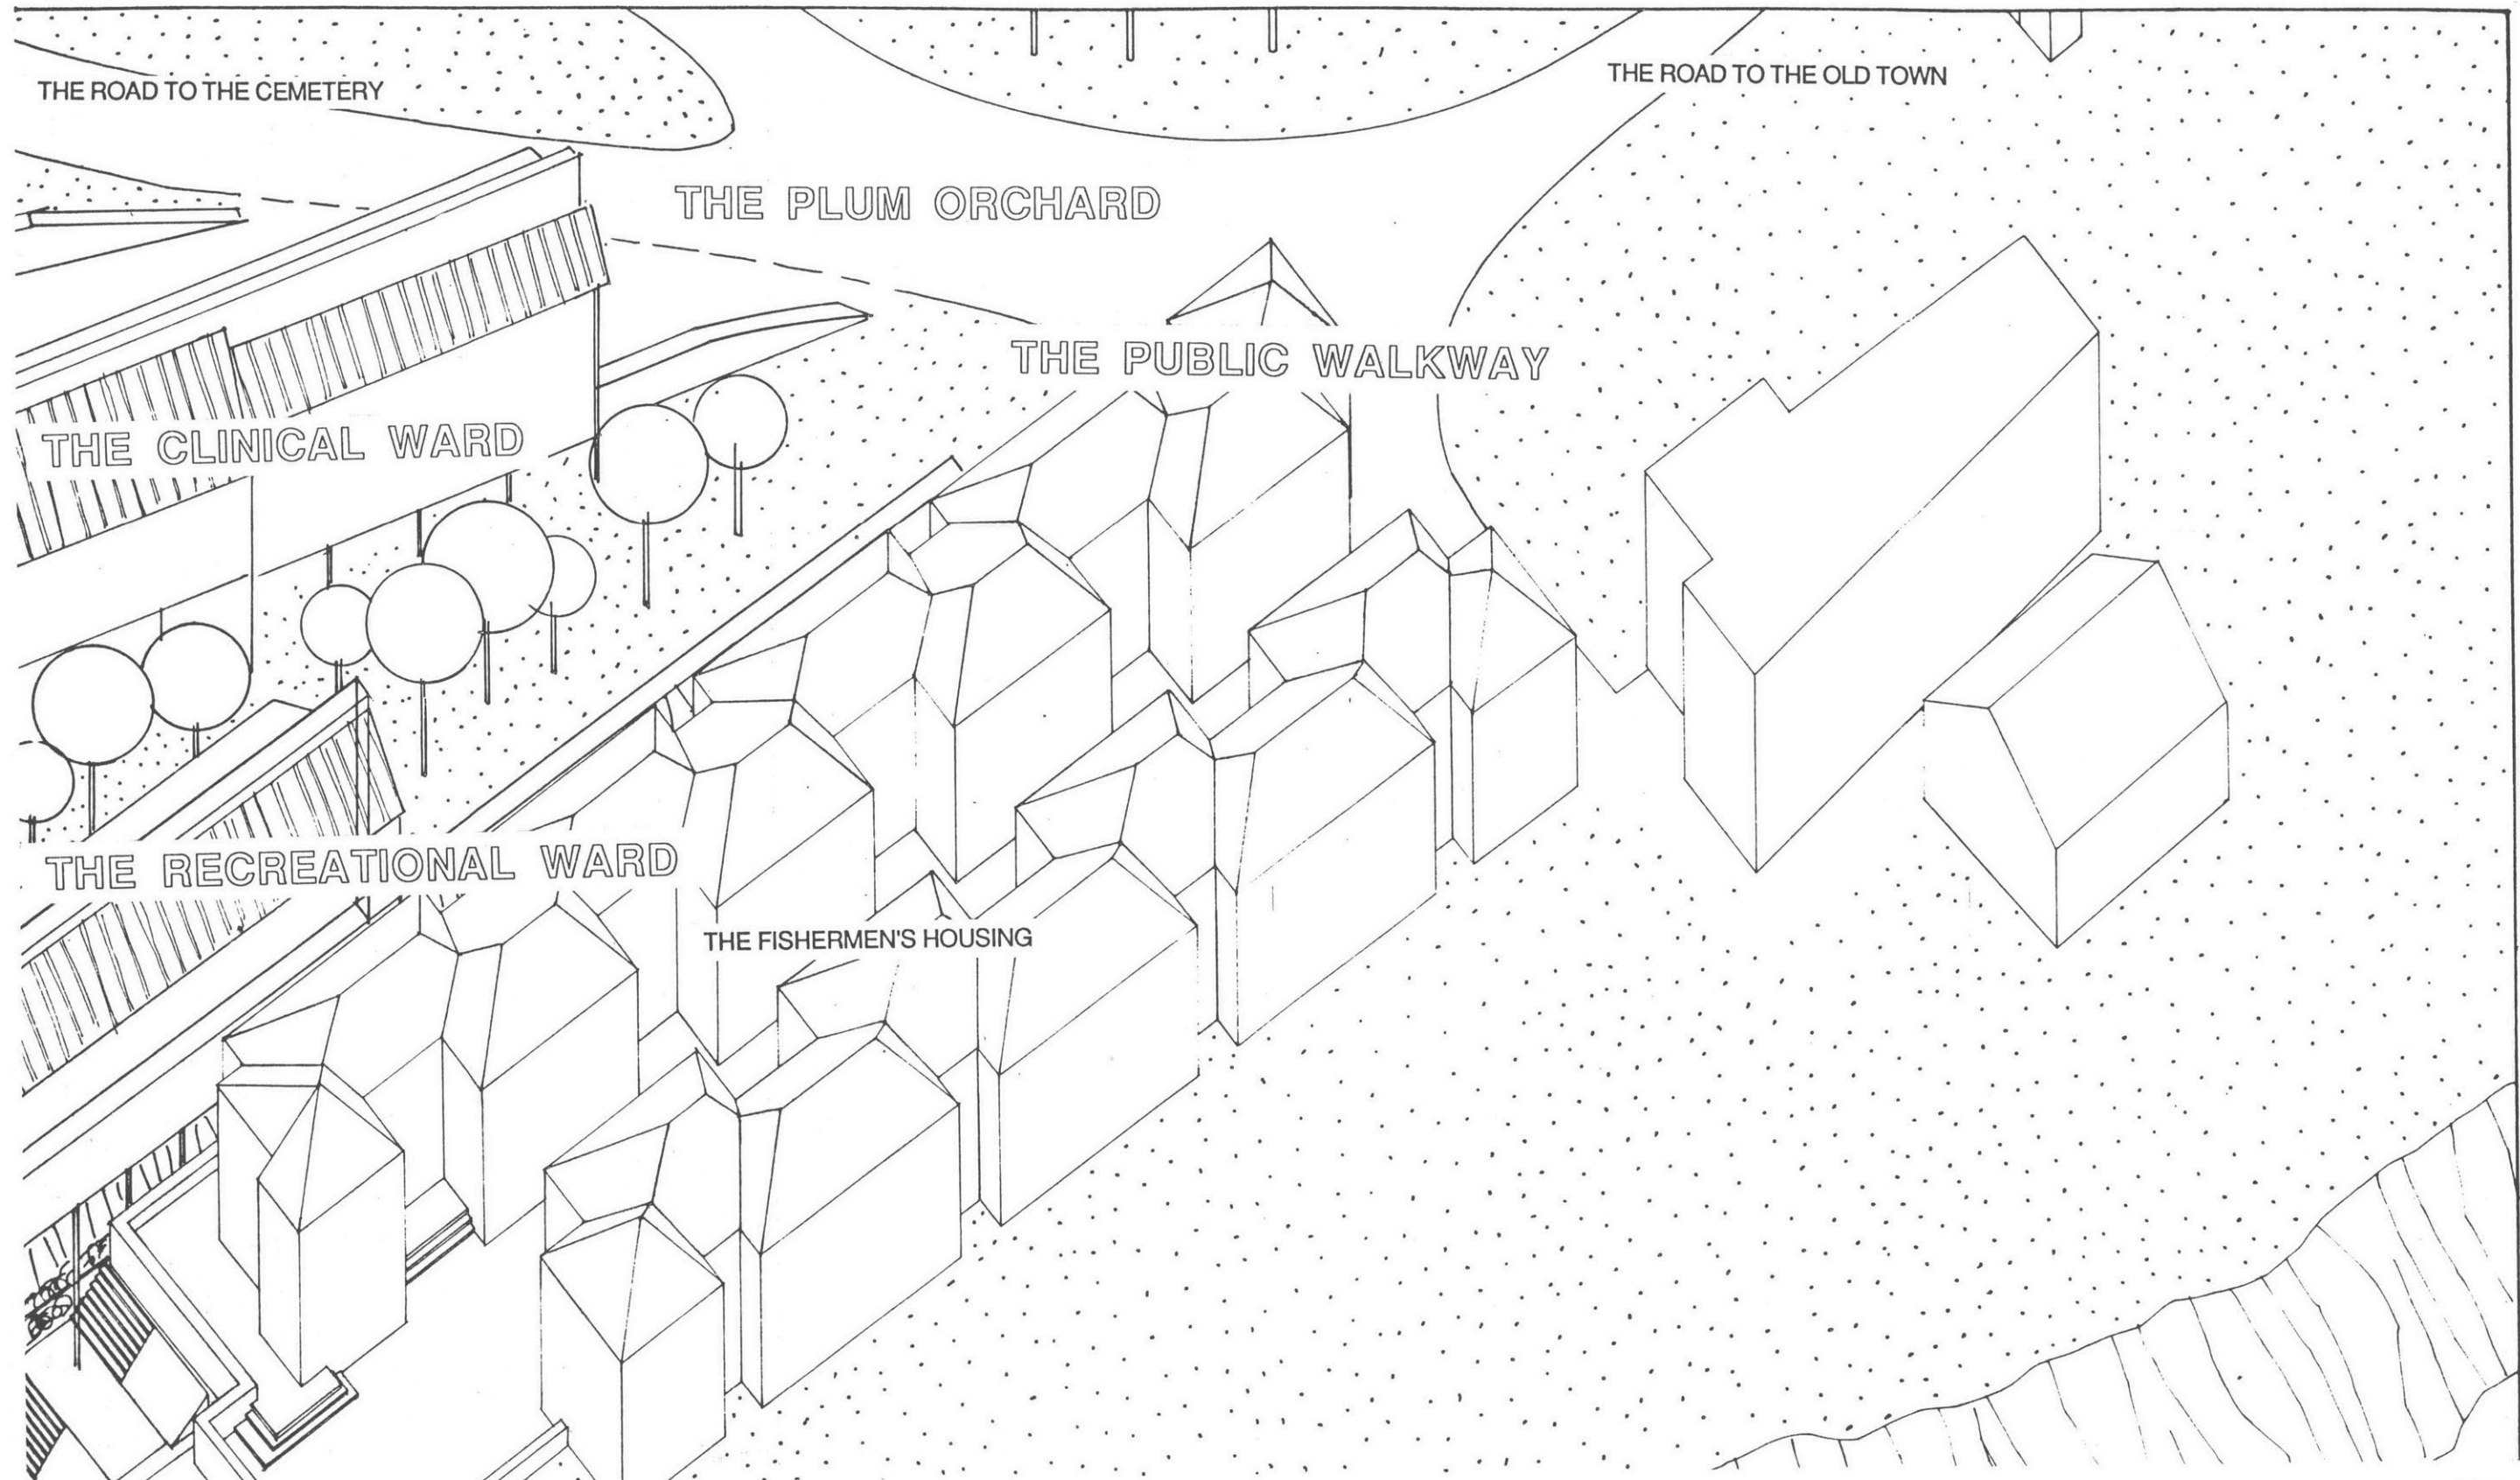 THE ROAD TO THE CEMETERY
THE ROAD TO THE OLD TOWN
THE PLUM ORCHARD
THE PUBLIC WALKWAY
THE CLINICAL WARD
THE RECREATIONAL WARD
THE FISHERMEN'S HOUSING